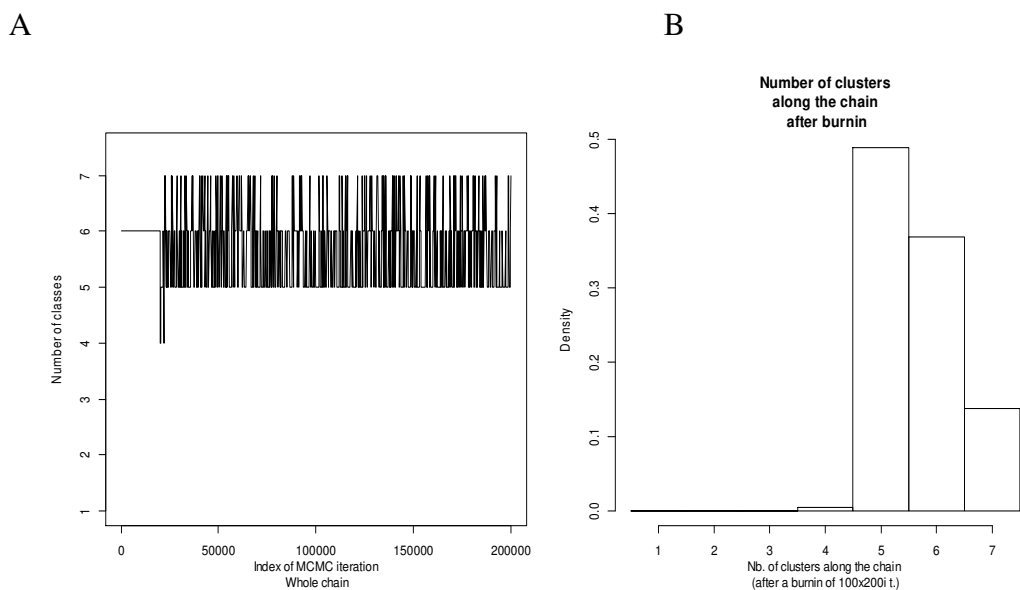 A
B
Number of classes
7
6
5
4
3
2
1
0
50000
100000
150000
200000
Index of MCMC iteration
Whole chain
Number of clusters
along the chain
after burnin
Density
0.5
0.4
0.3
0.2
0.1
0.0
1
2
3
4
5
6
7
Nb. of clusters along the chain
(after a burnin of 100x200i t.)